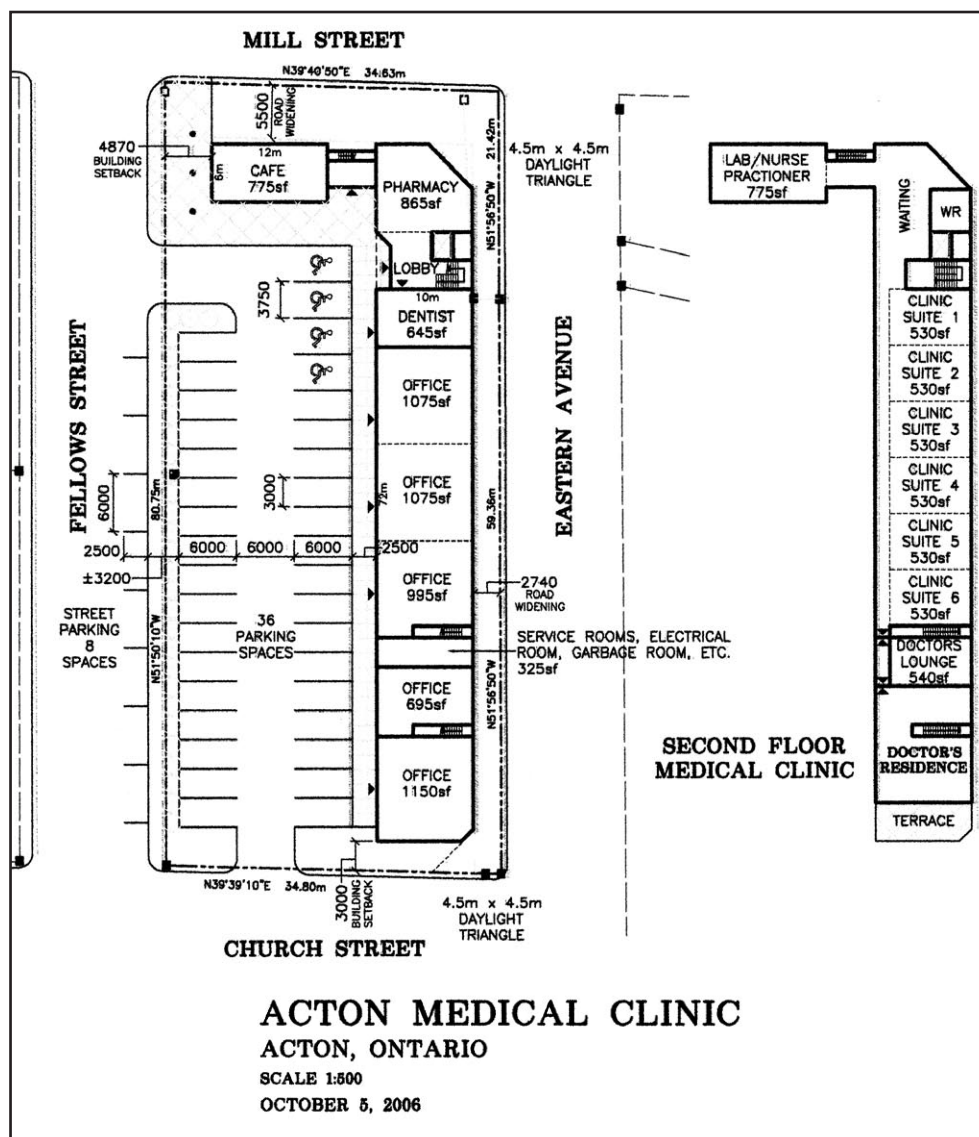 MILL STREET
N39°40'50"E 34.63m
5500
ROAD
WIDENING
4870
BUILDING
SETBACK
12m
6m
CAFE
775sf
PHARMACY
865sf
21.42m
N51°56'50"W
4.5m x 4.5m
DAYLIGHT
TRIANGLE
LAB/NURSE
PRACTIONER
775sf
WAITING
WR
LOBBY
3750
10m
DENTIST
645sf
CLINIC
SUITE 1
530sf
CLINIC
SUITE 2
530sf
CLINIC
SUITE 3
530sf
CLINIC
SUITE 4
530sf
CLINIC
SUITE 5
530sf
CLINIC
SUITE 6
530sf
FELLOWS STREET
EASTERN AVENUE
OFFICE
1075sf
OFFICE
1075sf
72m
59.36m
6000
80.75m
3000
2500
6000
6000
6000
2500
±3200
OFFICE
995sf
2740
ROAD
WIDENING
STREET
PARKING
8
SPACES
N51°50'10"W
36
PARKING
SPACES
SERVICE ROOMS, ELECTRICAL
ROOM, GARBAGE ROOM, ETC.
325sf
DOCTORS
LOUNGE
540sf
OFFICE
695sf
N51°56'50"W
SECOND FLOOR
MEDICAL CLINIC
DOCTOR'S
RESIDENCE
OFFICE
1150sf
TERRACE
N39°39'10"E 34.80m
3000
BUILDING
SETBACK
4.5m x 4.5m
DAYLIGHT
TRIANGLE
CHURCH STREET
ACTON MEDICAL CLINIC
ACTON, ONTARIO
SCALE 1:500
OCTOBER 5, 2006